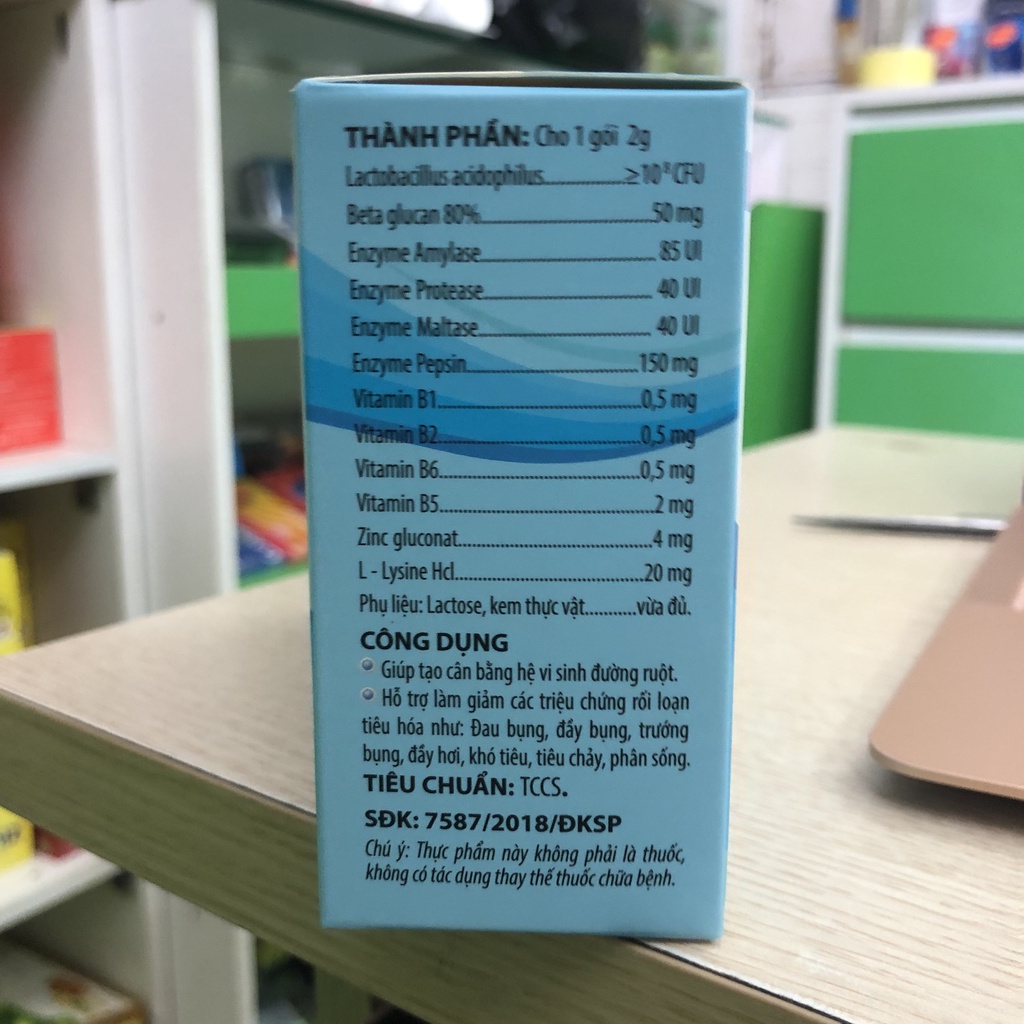 THÀNH PHẦN: Cho 1 gói 2g
Lactobacillus acidophilus....................≥10⁸CFU
Beta glucan 80%............................................50 mg
Enzyme Amylase............................................ 85 UI
Enzyme Protease............................................ 40 UI
Enzyme Maltase............................................ 40 UI
Enzyme Pepsin............................................150 mg
Vitamin B1............................................0,5 mg
Vitamin B2............................................0,5 mg
Vitamin B6............................................0,5 mg
Vitamin B5............................................2 mg
Zinc gluconat............................................4 mg
L - Lysine Hcl............................................20 mg
Phụ liệu: Lactose, kem thực vật...........vừa đủ.
CÔNG DỤNG
Giúp tạo cân bằng hệ vi sinh đường ruột.
Hỗ trợ làm giảm các triệu chứng rối loạn
tiêu hóa như: Đau bụng, đầy bụng, trướng
bụng, đầy hơi, khó tiêu, tiêu chảy, phân sống.
TIÊU CHUẨN: TCCS.
SĐK: 7587/2018/ĐKSP
Chú ý: Thực phẩm này không phải là thuốc,
không có tác dụng thay thế thuốc chữa bệnh.